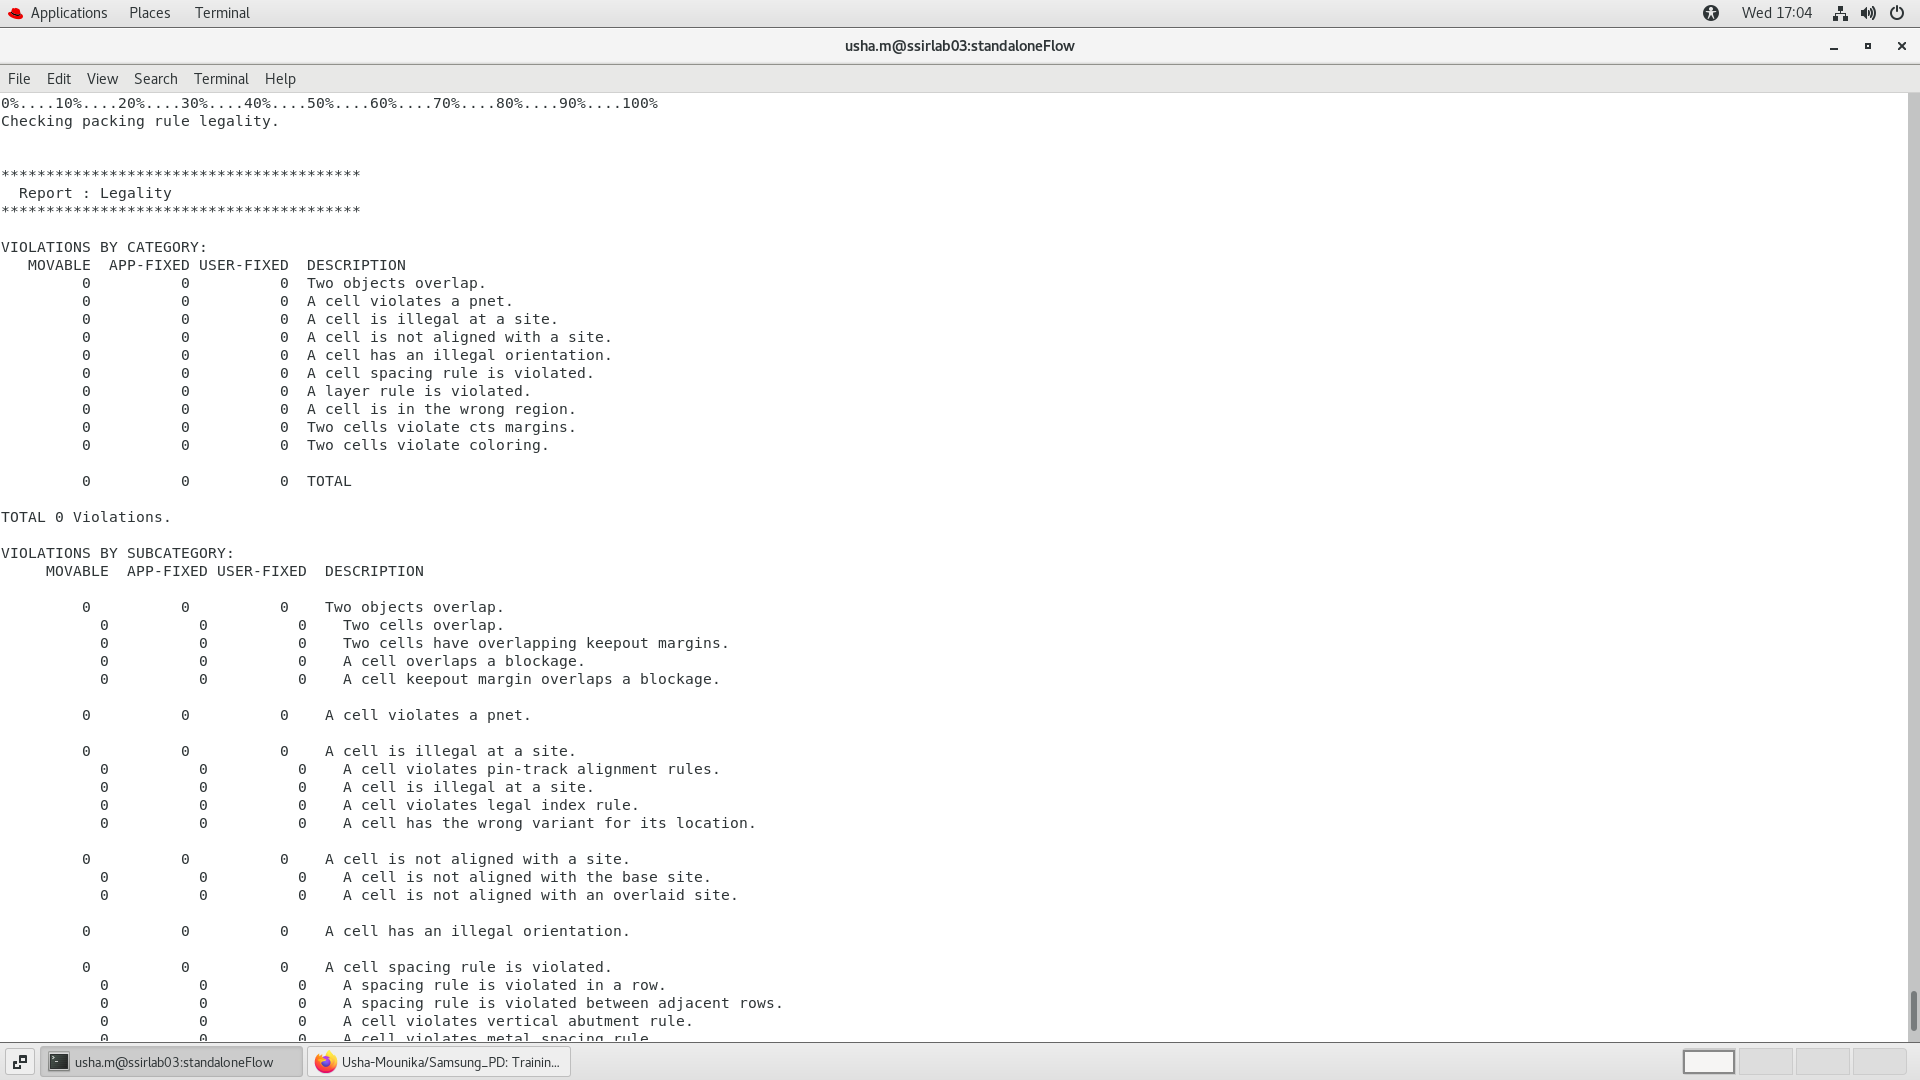 Applications Places Terminal Wed 17:04
usha.m@ssirlab03:standaloneFlow
File Edit View Search Terminal Help
0%....10%....20%....30%....40%....50%....60%....70%....80%....90%....100%
Checking packing rule legality.
****************************************
  Report : Legality
****************************************
VIOLATIONS BY CATEGORY:
   MOVABLE  APP-FIXED USER-FIXED  DESCRIPTION
         0          0          0  Two objects overlap.
         0          0          0  A cell violates a pnet.
         0          0          0  A cell is illegal at a site.
         0          0          0  A cell is not aligned with a site.
         0          0          0  A cell has an illegal orientation.
         0          0          0  A cell spacing rule is violated.
         0          0          0  A layer rule is violated.
         0          0          0  A cell is in the wrong region.
         0          0          0  Two cells violate cts margins.
         0          0          0  Two cells violate coloring.
         0          0          0  TOTAL
TOTAL 0 Violations.
VIOLATIONS BY SUBCATEGORY:
     MOVABLE  APP-FIXED USER-FIXED  DESCRIPTION
         0          0          0    Two objects overlap.
           0          0          0    Two cells overlap.
           0          0          0    Two cells have overlapping keepout margins.
           0          0          0    A cell overlaps a blockage.
           0          0          0    A cell keepout margin overlaps a blockage.
         0          0          0    A cell violates a pnet.
         0          0          0    A cell is illegal at a site.
           0          0          0    A cell violates pin-track alignment rules.
           0          0          0    A cell is illegal at a site.
           0          0          0    A cell violates legal index rule.
           0          0          0    A cell has the wrong variant for its location.
         0          0          0    A cell is not aligned with a site.
           0          0          0    A cell is not aligned with the base site.
           0          0          0    A cell is not aligned with an overlaid site.
         0          0          0    A cell has an illegal orientation.
         0          0          0    A cell spacing rule is violated.
           0          0          0    A spacing rule is violated in a row.
           0          0          0    A spacing rule is violated between adjacent rows.
           0          0          0    A cell violates vertical abutment rule.
           0          0          0    A cell violates metal spacing rule
usha.m@ssirlab03:standaloneFlow Usha-Mounika/Samsung_PD: Trainin...